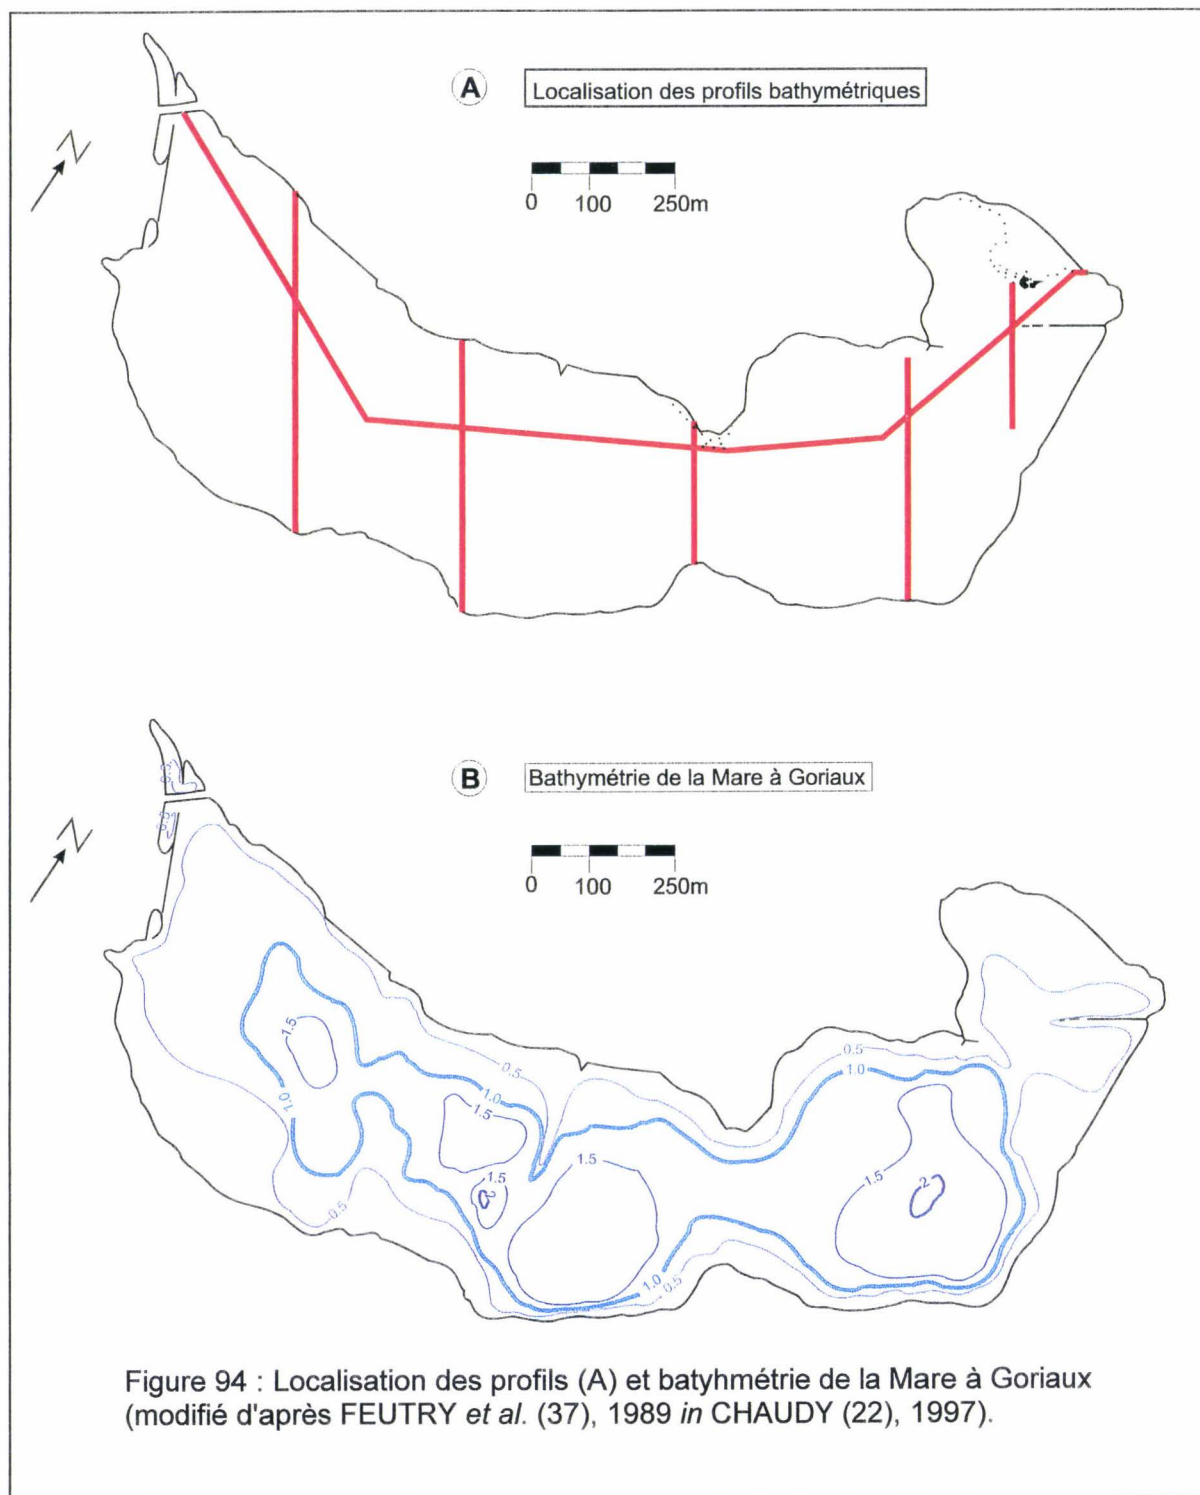 A
Localisation des profils bathymétriques
N
0 100 250m
B
Bathymétrie de la Mare à Goriaux
N
0 100 250m
1.5
1.0
0.5
1.0
0.5
1.5
1.5
2
1.5
0.5
1.0
1.5
2
1.0
0.5
Figure 94 : Localisation des profils (A) et batyhmétrie de la Mare à Goriaux
(modifié d'après FEUTRY et al. (37), 1989 in CHAUDY (22), 1997).